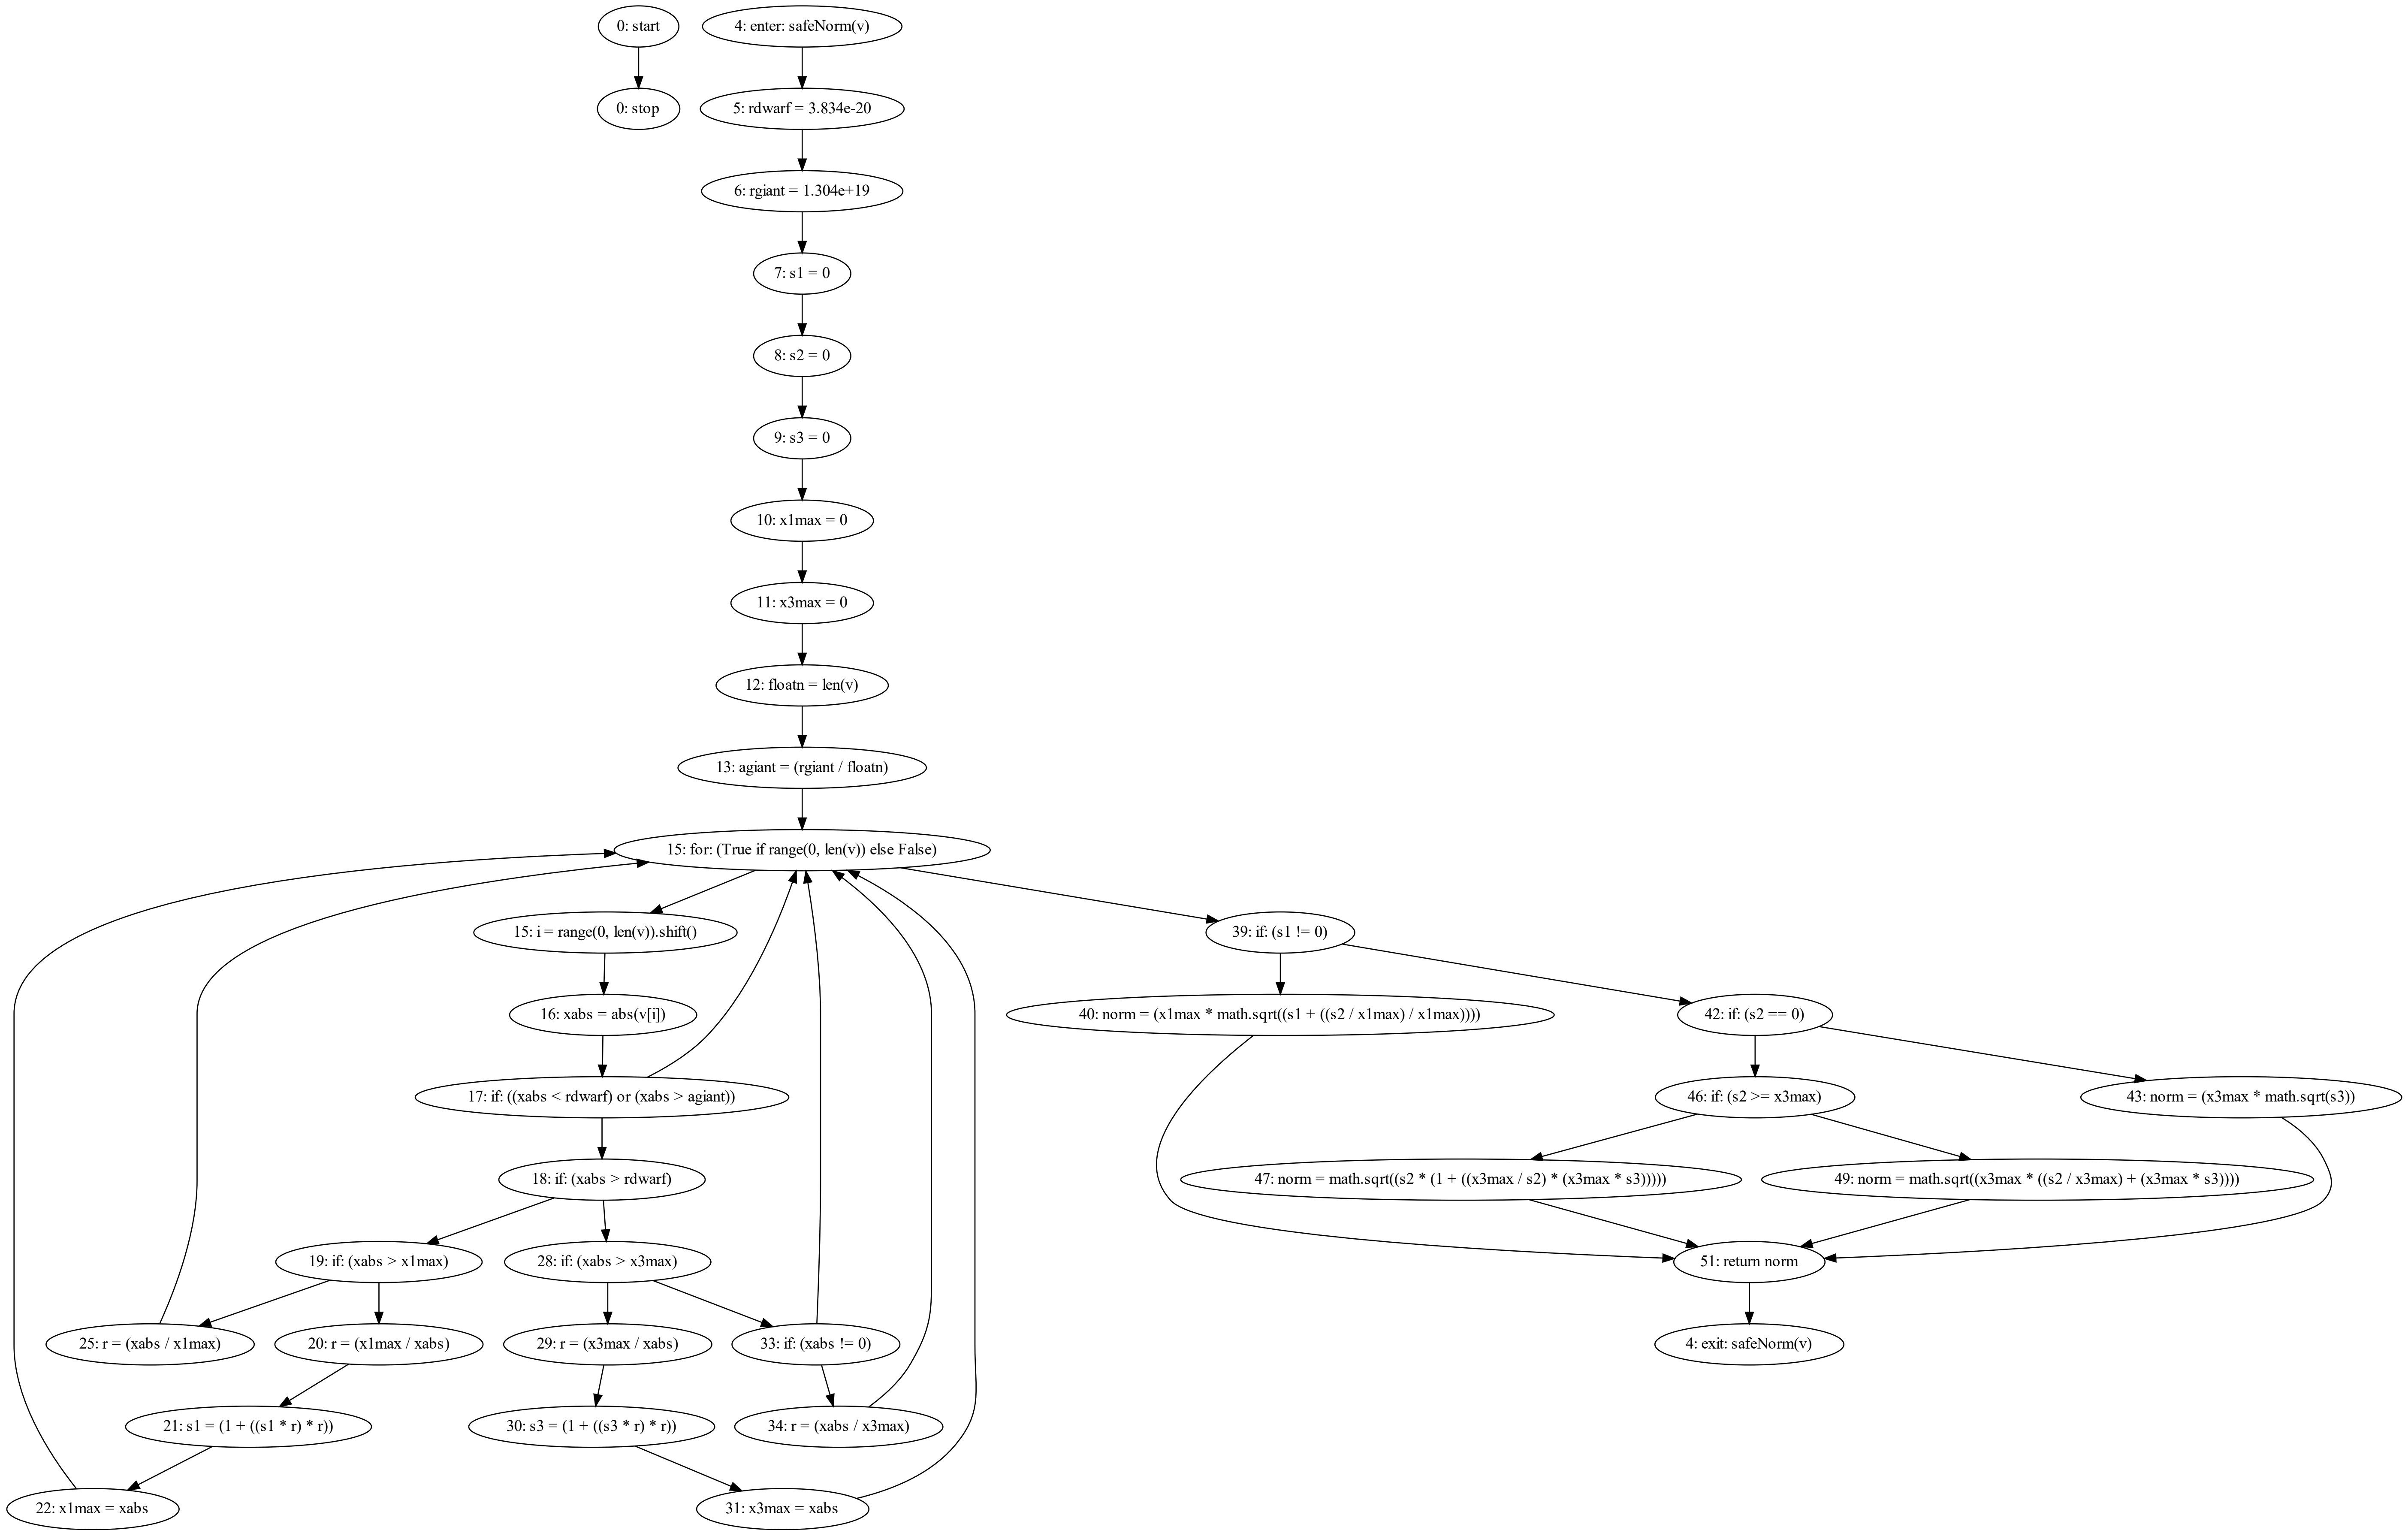 0: start
4: enter: safeNorm(v)
0: stop
5: rdwarf = 3.834e-20
6: rgiant = 1.304e+19
7: s1 = 0
8: s2 = 0
9: s3 = 0
10: x1max = 0
11: x3max = 0
12: floatn = len(v)
13: agiant = (rgiant / floatn)
15: for: (True if range(0, len(v)) else False)
15: i = range(0, len(v)).shift()
39: if: (s1 != 0)
16: xabs = abs(v[i])
40: norm = (x1max * math.sqrt((s1 + ((s2 / x1max) / x1max))))
42: if: (s2 == 0)
17: if: ((xabs < rdwarf) or (xabs > agiant))
46: if: (s2 >= x3max)
43: norm = (x3max * math.sqrt(s3))
18: if: (xabs > rdwarf)
47: norm = math.sqrt((s2 * (1 + ((x3max / s2) * (x3max * s3)))))
49: norm = math.sqrt((x3max * ((s2 / x3max) + (x3max * s3))))
19: if: (xabs > x1max)
28: if: (xabs > x3max)
51: return norm
25: r = (xabs / x1max)
20: r = (x1max / xabs)
29: r = (x3max / xabs)
33: if: (xabs != 0)
4: exit: safeNorm(v)
21: s1 = (1 + ((s1 * r) * r))
30: s3 = (1 + ((s3 * r) * r))
34: r = (xabs / x3max)
22: x1max = xabs
31: x3max = xabs